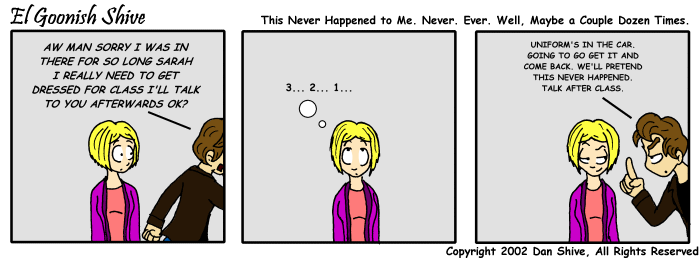 El Goonish Shive
This Never Happened to Me. Never. Ever. Well, Maybe a Couple Dozen Times.
AW MAN SORRY I WAS IN
THERE FOR SO LONG SARAH
I REALLY NEED TO GET
DRESSED FOR CLASS I'LL TALK
TO YOU AFTERWARDS OK?
3... 2... 1...
UNIFORM'S IN THE CAR.
GOING TO GO GET IT AND
COME BACK. WE'LL PRETEND
THIS NEVER HAPPENED.
TALK AFTER CLASS.
Copyright 2002 Dan Shive, All Rights Reserved